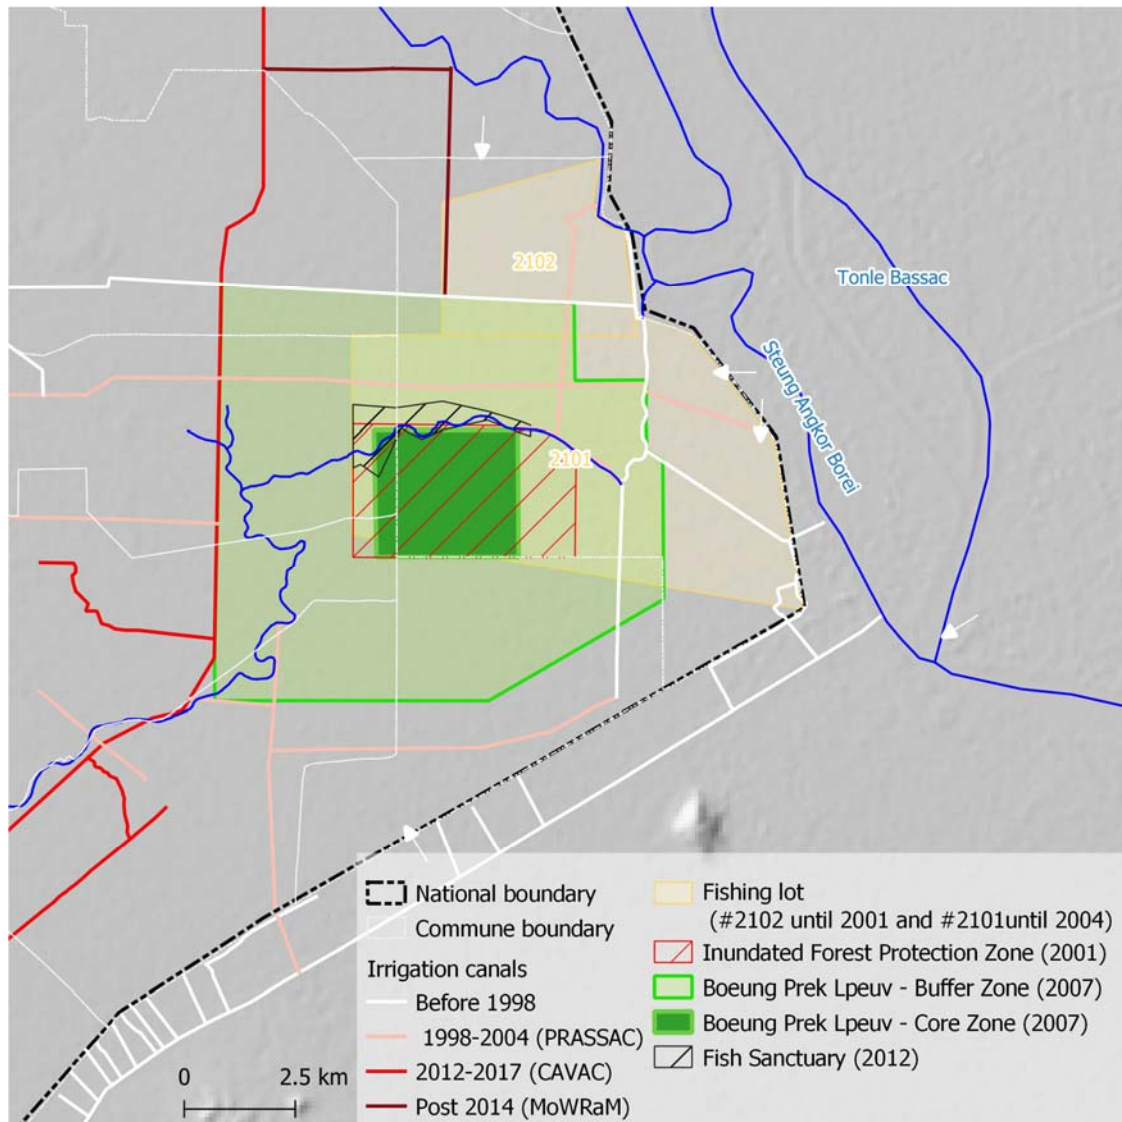 2102
Tonle Bassac
Steung Angkor Borei
2101
National boundary
Commune boundary
Irrigation canals
Before 1998
1998-2004 (PRASSAC)
2012-2017 (CAVAC)
Post 2014 (MoWRaM)
Fishing lot
(#2102 until 2001 and #2101until 2004)
Inundated Forest Protection Zone (2001)
Boeung Prek Lpeuv - Buffer Zone (2007)
Boeung Prek Lpeuv - Core Zone (2007)
Fish Sanctuary (2012)
0 2.5 km